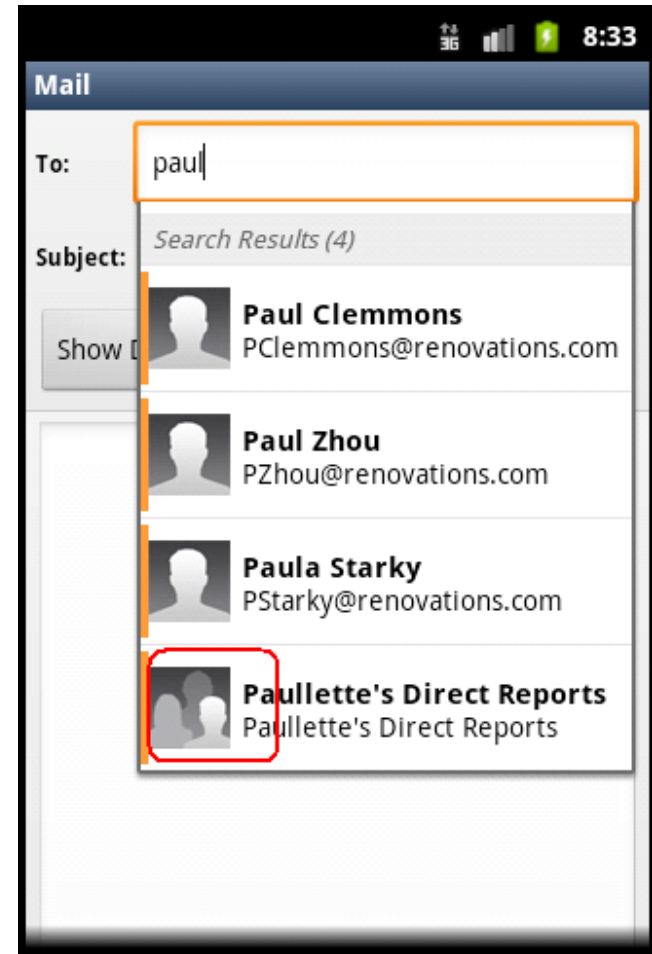 3G 8:33
Mail
To: paul
Search Results (4)
Subject:
Paul Clemmons
PClemmons@renovations.com
Show
Paul Zhou
PZhou@renovations.com
Paula Starky
PStarky@renovations.com
Paullette's Direct Reports
Paullette's Direct Reports